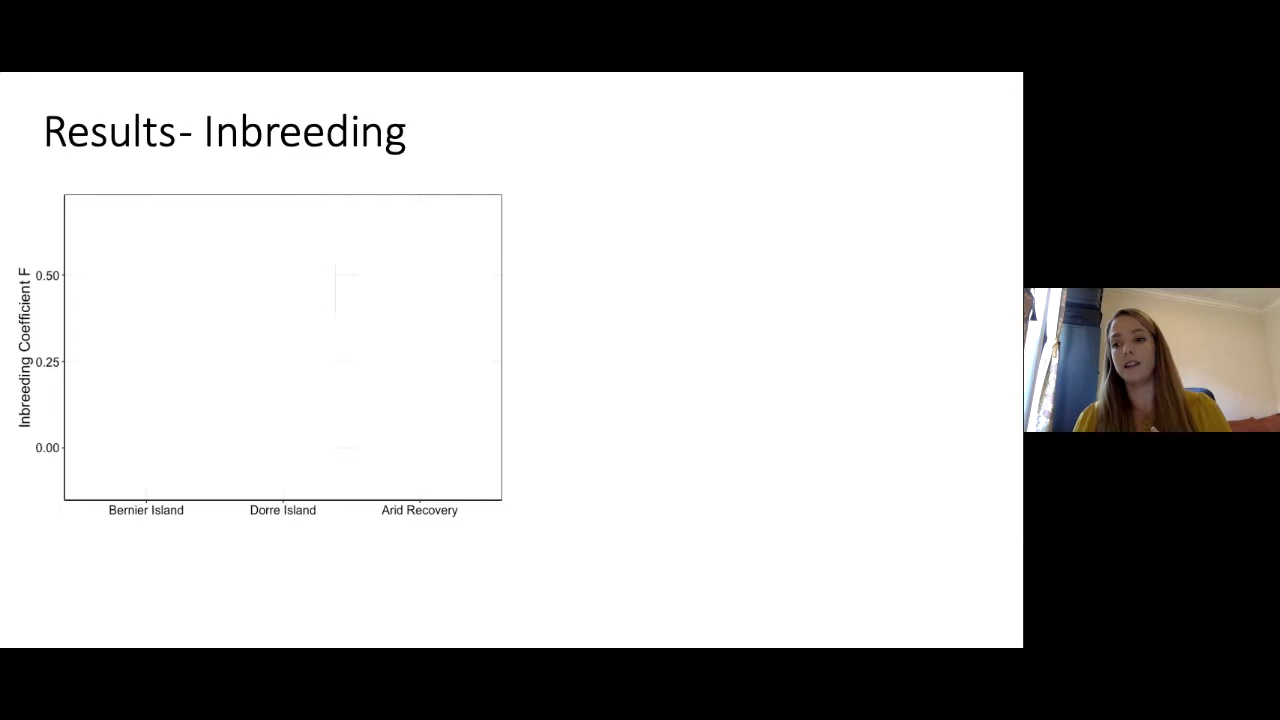 Results- Inbreeding
Inbreeding Coefficient F
0.50
0.25
0.00
Bernier Island
Dorre Island
Arid Recovery